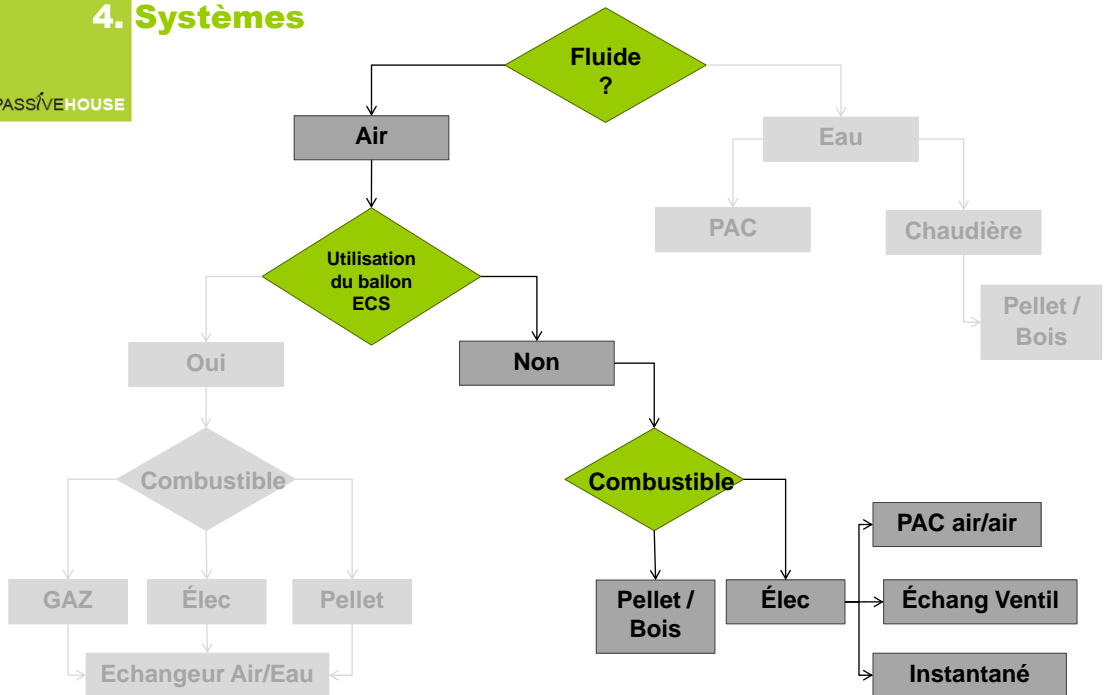 4. Systèmes
PASSIVEHOUSE
Fluide
?
Air
Eau
PAC
Chaudière
Pellet /
Bois
Utilisation
du ballon
ECS
Oui
Non
Combustible
Combustible
GAZ
Élec
Pellet
Echangeur Air/Eau
Pellet /
Bois
Élec
PAC air/air
Échang Ventil
Instantané